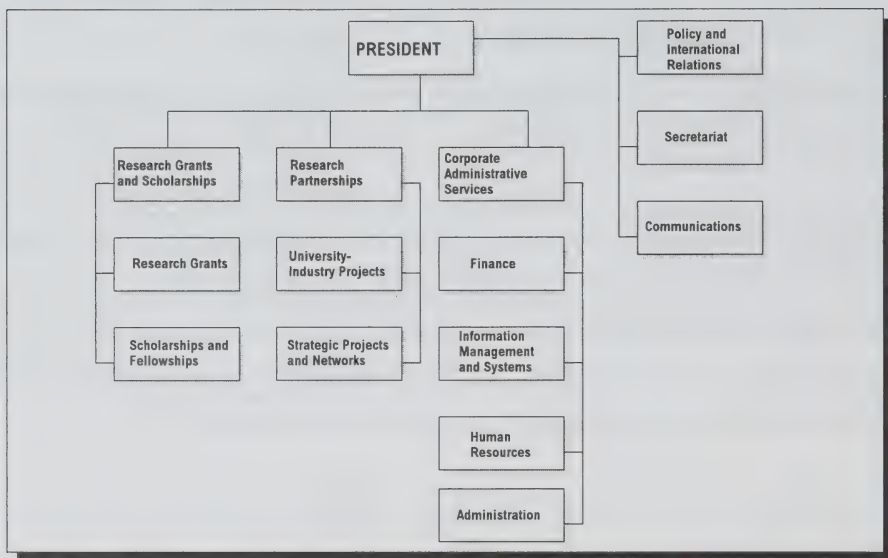 PRESIDENT
Policy and
International
Relations
Secretariat
Communications
Research Grants
and Scholarships
Research Grants
Scholarships and
Fellowships
Research
Partnerships
University-
Industry Projects
Strategic Projects
and Networks
Corporate
Administrative
Services
Finance
Information
Management
and Systems
Human
Resources
Administration